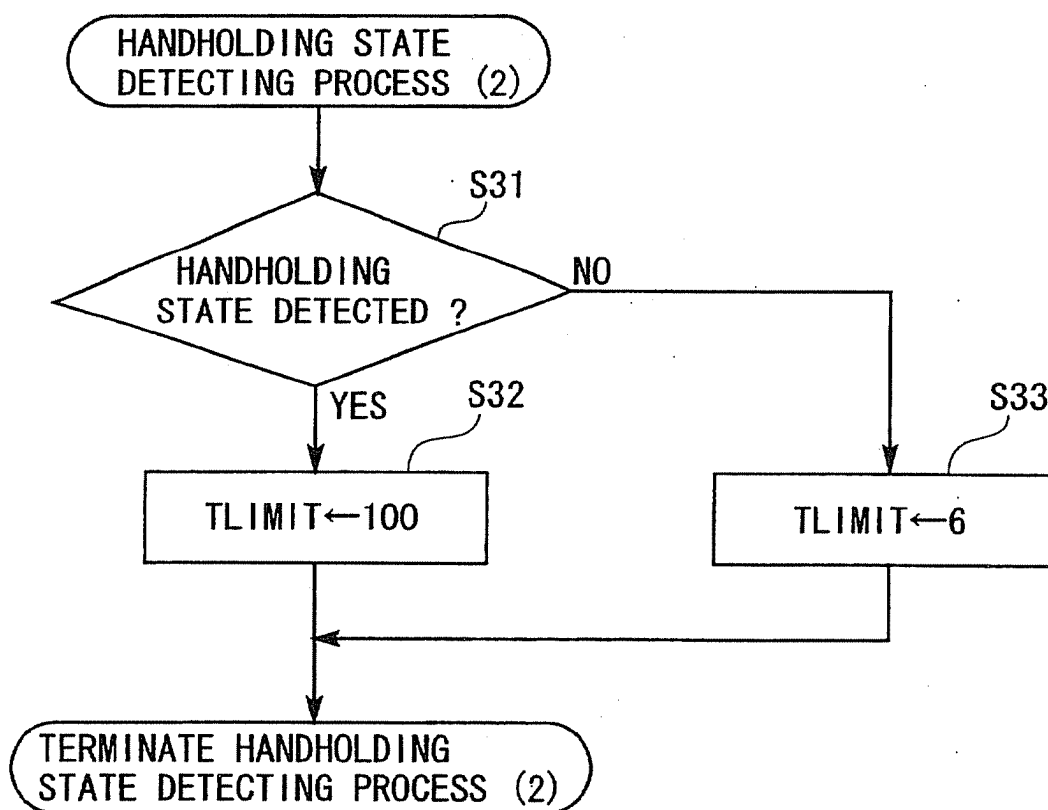 HANDHOLDING STATE
DETECTING PROCESS (2)
S31
HANDHOLDING
STATE DETECTED ?
NO
YES
S32
S33
TLIMIT←100
TLIMIT←6
TERMINATE HANDHOLDING
STATE DETECTING PROCESS (2)